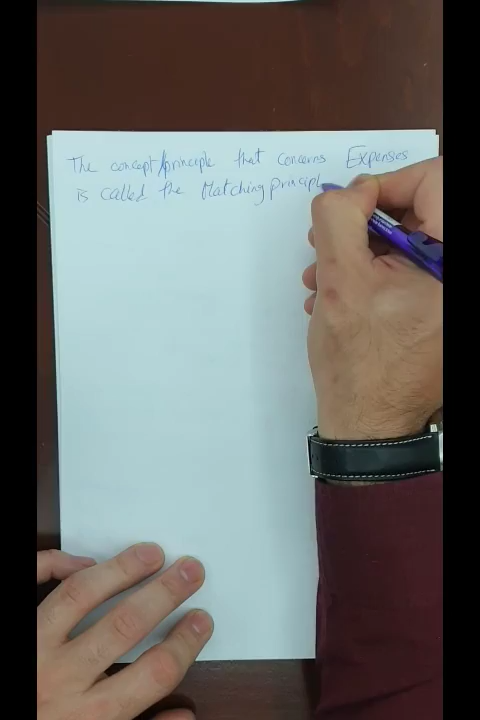 The concept/principle that concerns Expenses
is called the Matching principl